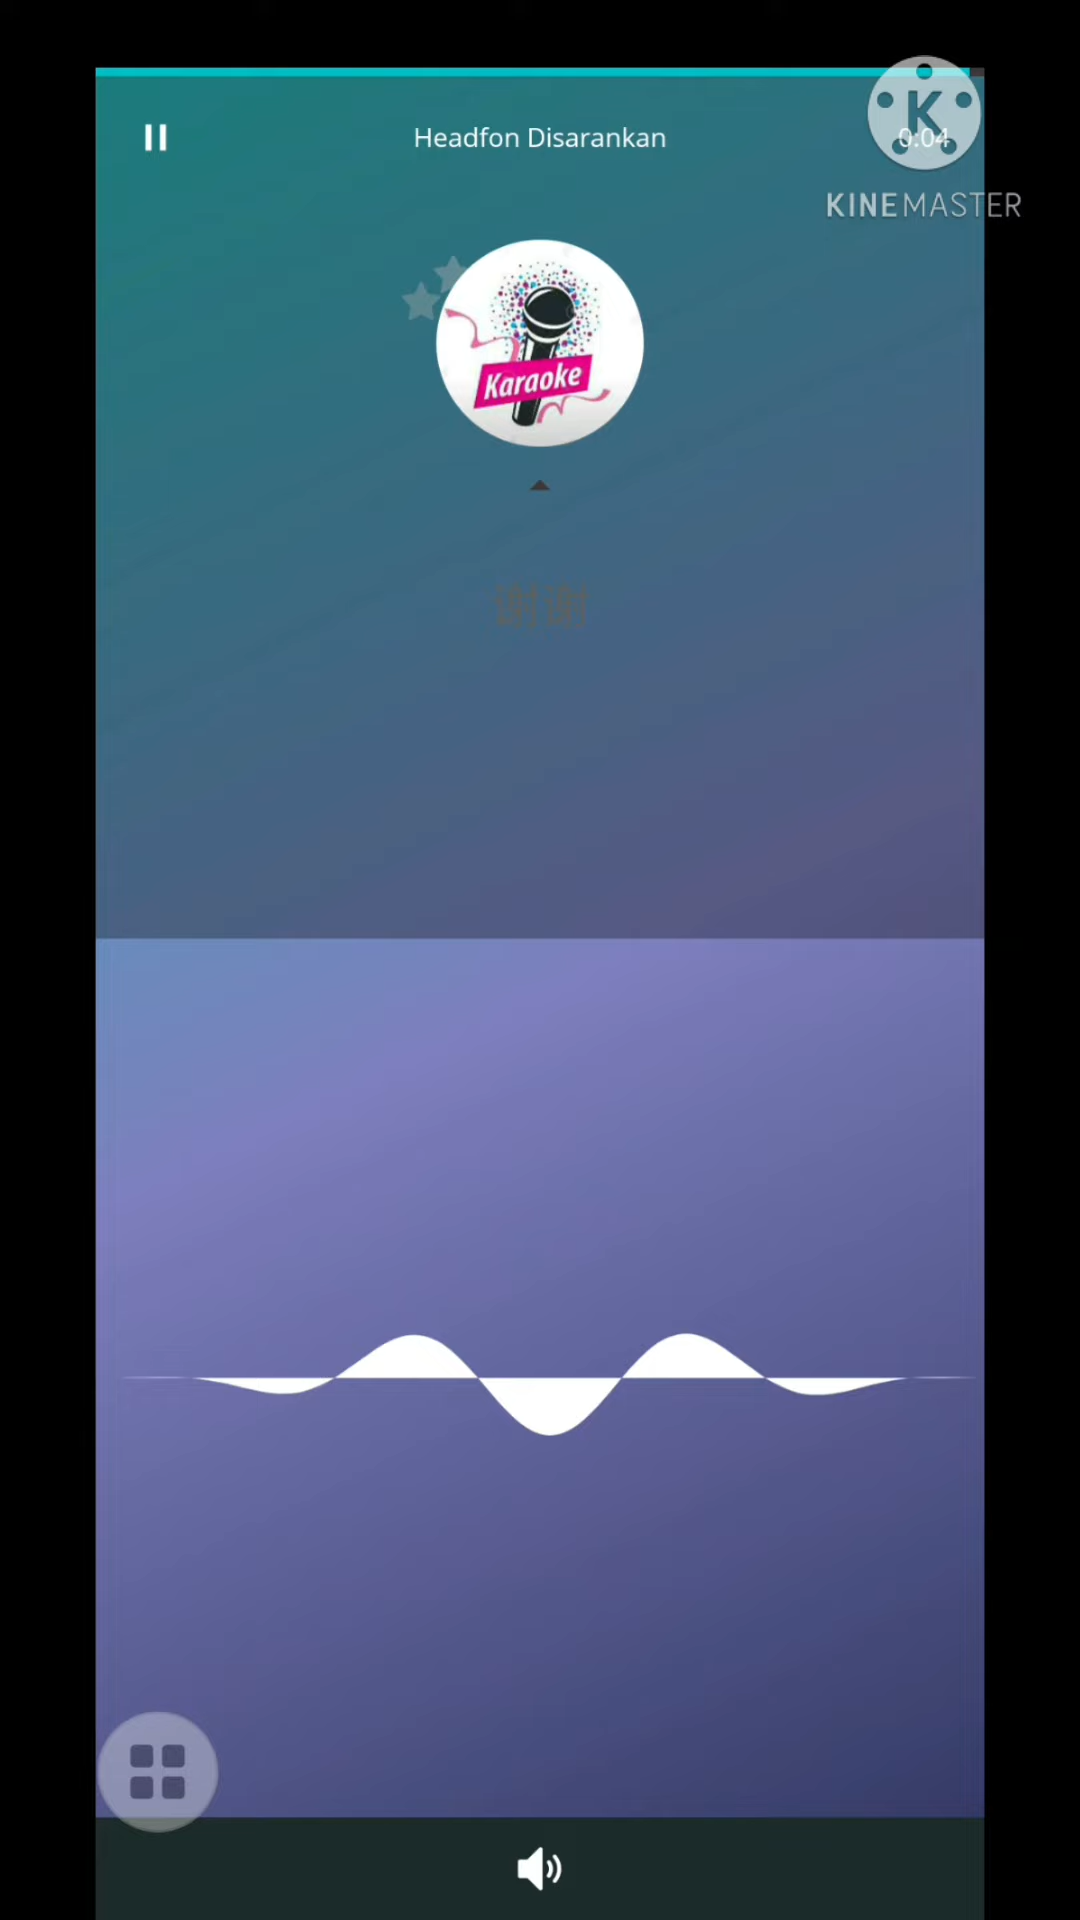 Headfon Disarankan
0:04
K
KINEMASTER
Karaoke
谢谢